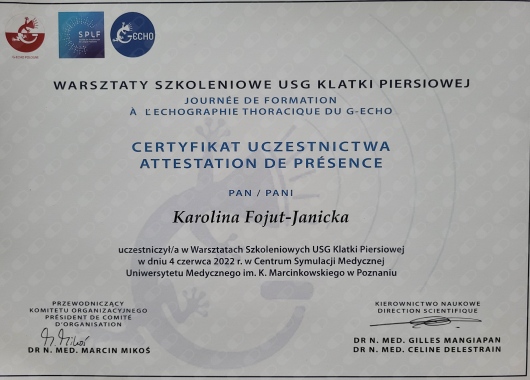 SPLF
G-ECHO
WARSZTATY SZKOLENIOWE USG KLATKI PIERSIOWEJ
JOURNÉE DE FORMATION
À L'ECHOGRAPHIE THORACIQUE DU G-ECHO
CERTYFIKAT UCZESTNICTWA
ATTESTATION DE PRÉSENCE
PAN / PANI
Karolina Fojut-Janicka
uczestniczył/a w Warsztatach Szkoleniowych USG Klatki Piersiowej
w dniu 4 czerwca 2022 r. w Centrum Symulacji Medycznej
Uniwersytetu Medycznego im. K. Marcinkowskiego w Poznaniu
PRZEWODNICZĄCY
KOMITETU ORGANIZACYJNEGO
PRÉSIDENT DE COMITÉ
D'ORGANISATION
DR N. MED. MARCIN MIKOŚ
KIEROWNICTWO NAUKOWE
DIRECTION SCIENTIFIQUE
DR N. MED. GILLES MANGIAPAN
DR N. MED. CELINE DELESTRAIN